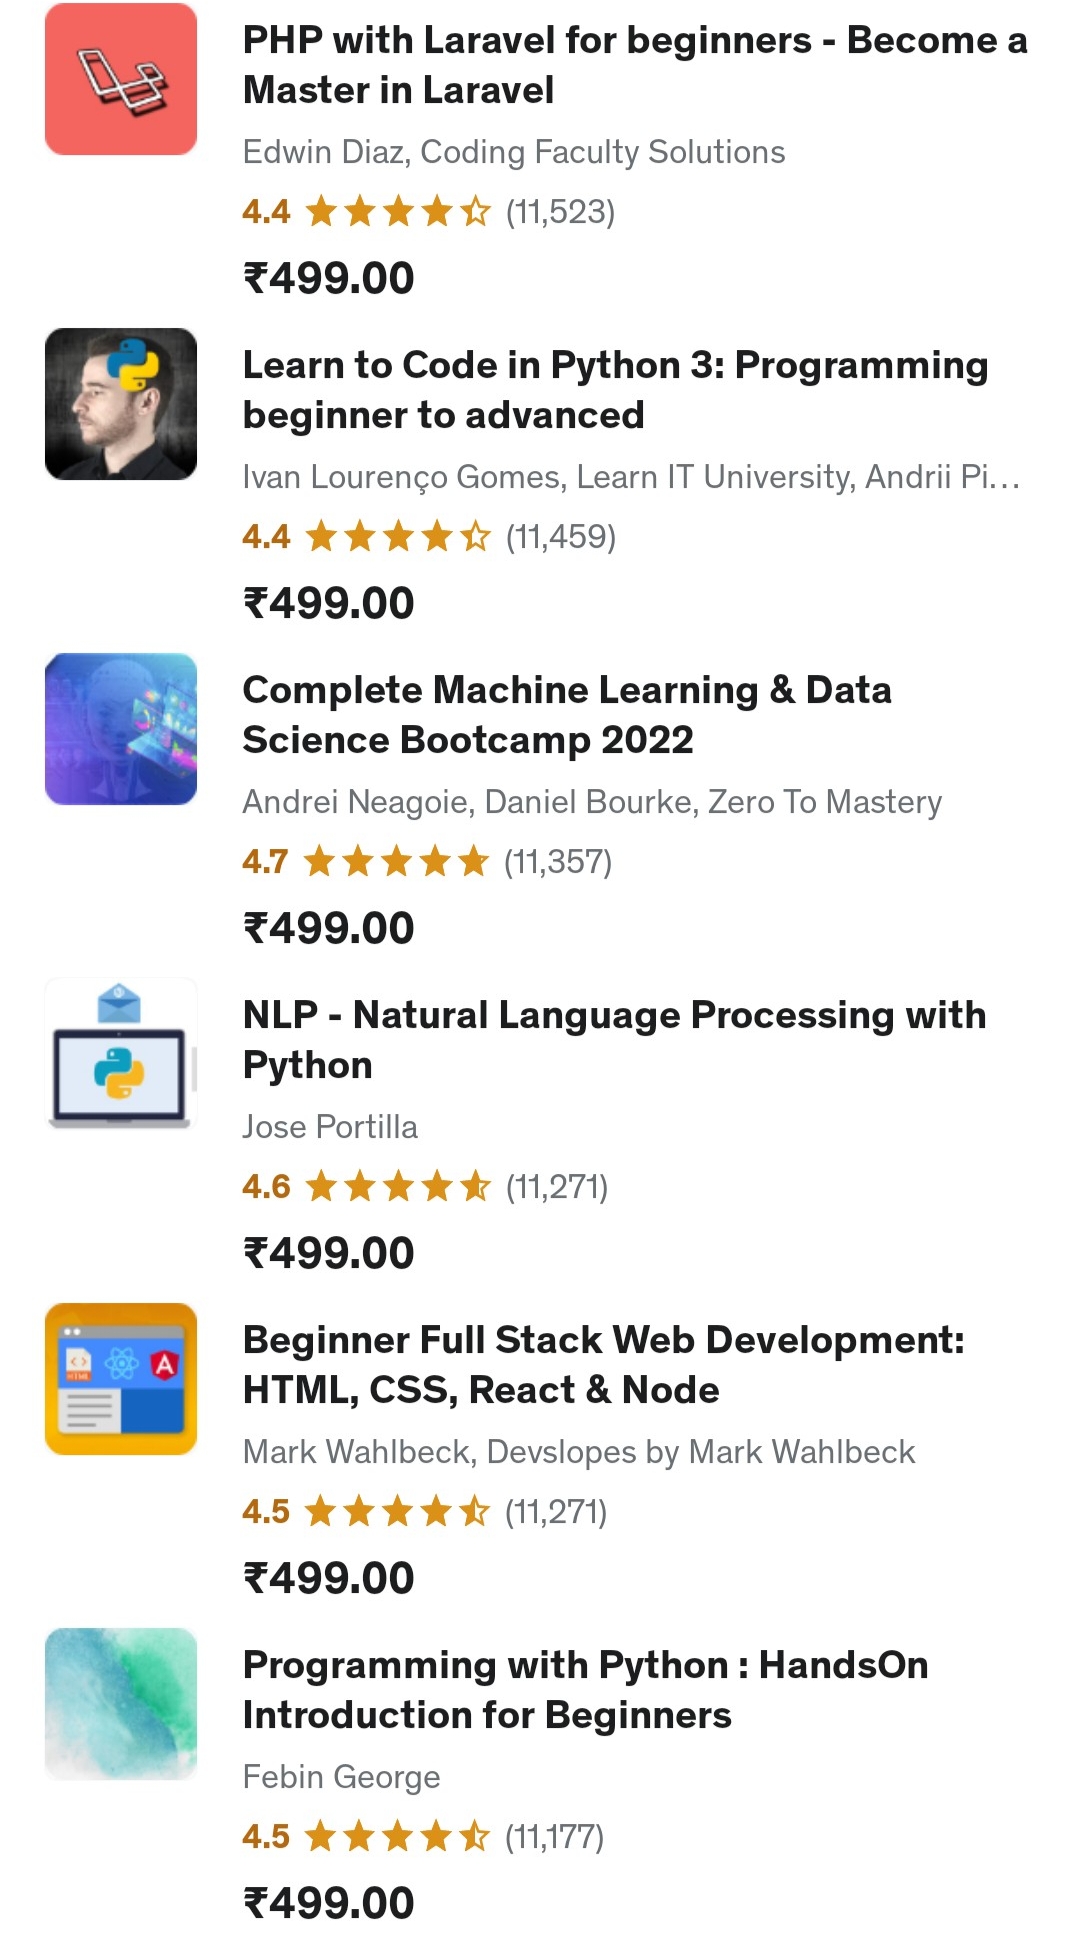 PHP with Laravel for beginners - Become a
Master in Laravel
Edwin Diaz, Coding Faculty Solutions
4.4 (11,523)
₹499.00
Learn to Code in Python 3: Programming
beginner to advanced
Ivan Lourenço Gomes, Learn IT University, Andrii Pi...
4.4 (11,459)
₹499.00
Complete Machine Learning & Data
Science Bootcamp 2022
Andrei Neagoie, Daniel Bourke, Zero To Mastery
4.7 (11,357)
₹499.00
NLP - Natural Language Processing with
Python
Jose Portilla
4.6 (11,271)
₹499.00
HTML
A
Beginner Full Stack Web Development:
HTML, CSS, React & Node
Mark Wahlbeck, Devslopes by Mark Wahlbeck
4.5 (11,271)
₹499.00
Programming with Python : HandsOn
Introduction for Beginners
Febin George
4.5 (11,177)
₹499.00